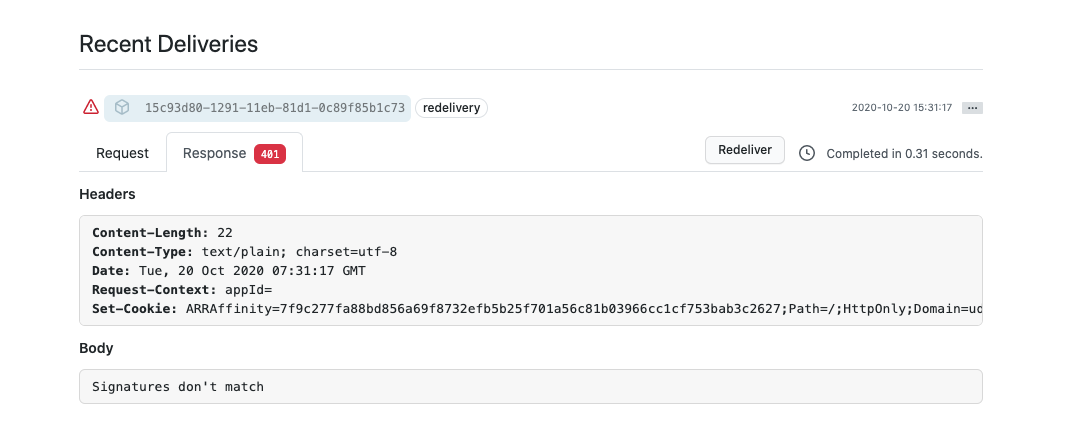 Recent Deliveries
15c93d80-1291-11eb-81d1-0c89f85b1c73 redelivery 2020-10-20 15:31:17
Request Response 401 Redeliver Completed in 0.31 seconds.
Headers
Content-Length: 22
Content-Type: text/plain; charset=utf-8
Date: Tue, 20 Oct 2020 07:31:17 GMT
Request-Context: appId=
Set-Cookie: ARRAffinity=7f9c277fa88bd856a69f8732efb5b25f701a56c81b03966cc1cf753bab3c2627;Path=/;HttpOnly;Domain=
Body
Signatures don't match